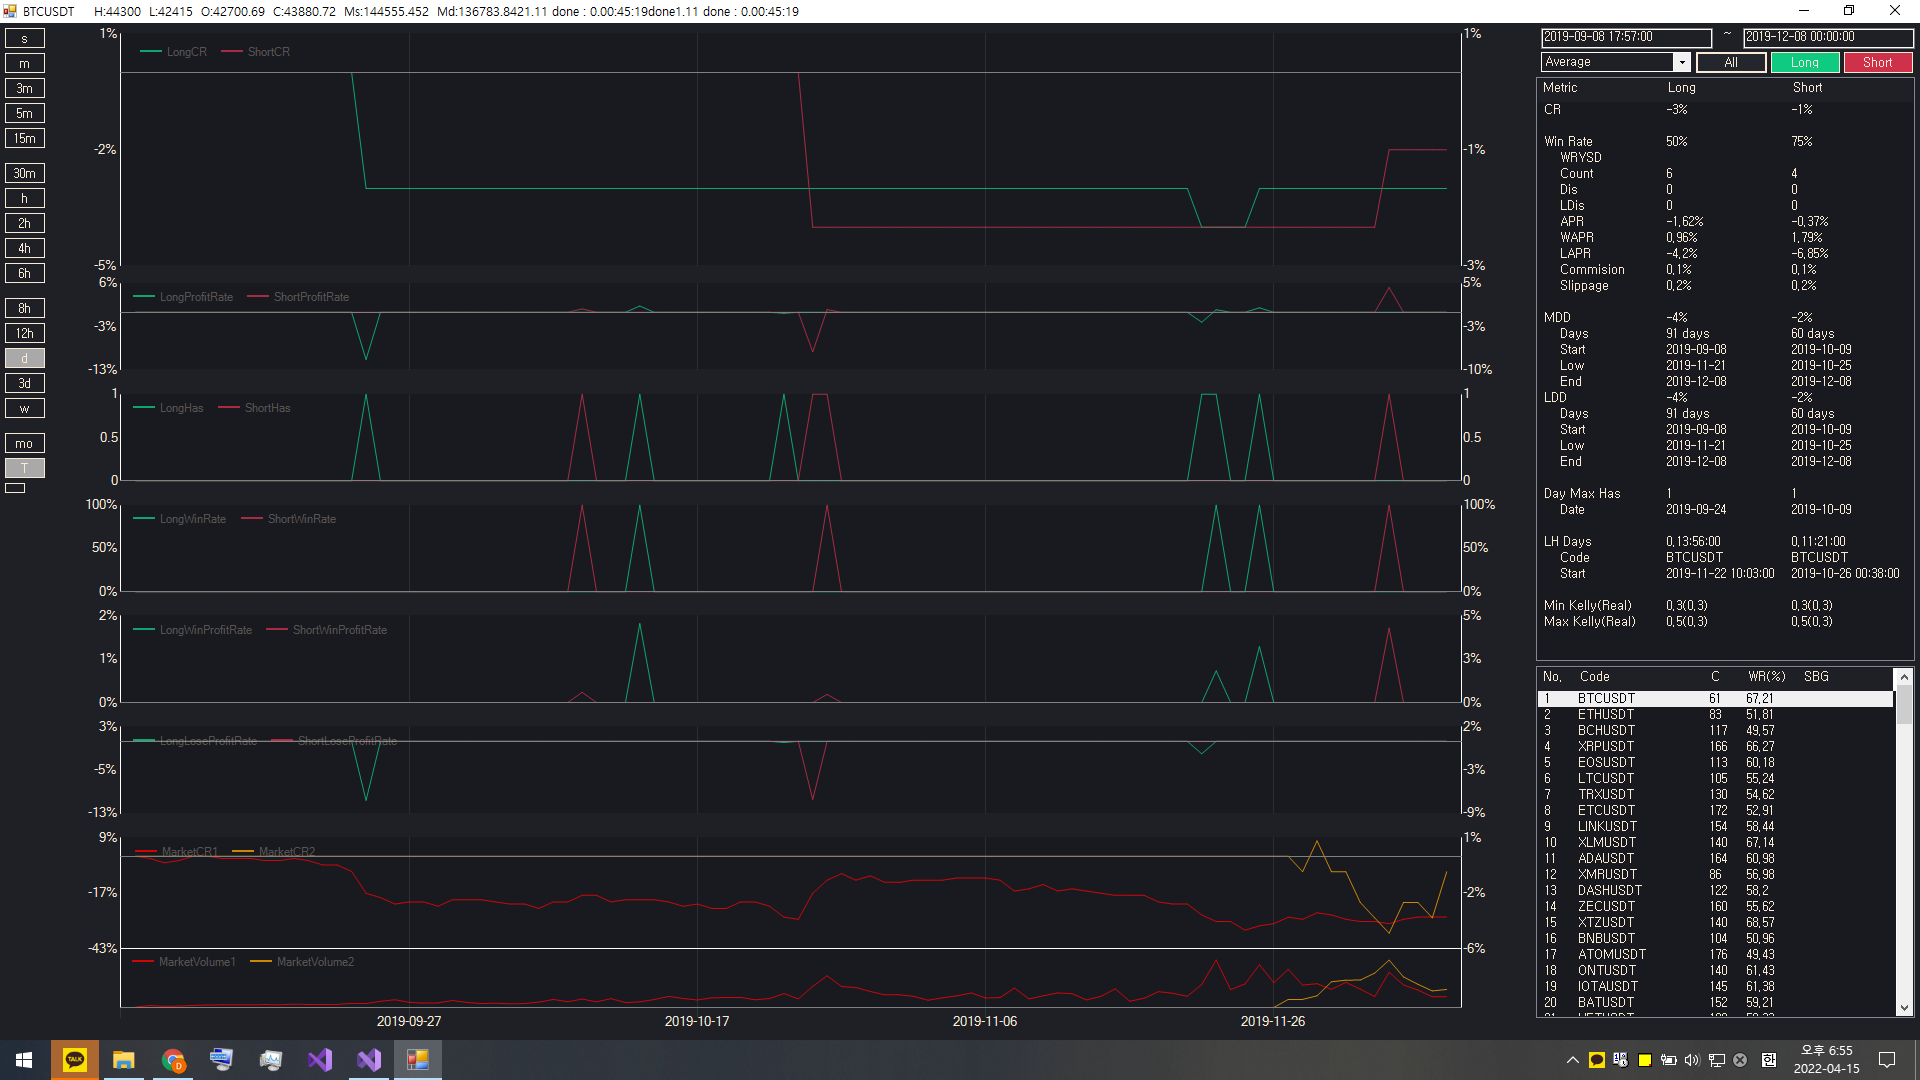 BTCUSDT H:44300 L:42415 O:42700.69 C:43880.72 Ms:144555.452 Md:136783.8421.11 done : 0.00:45:19done1.11 done : 0.00:45:19
s
m
3m
5m
15m
30m
h
2h
4h
6h
8h
12h
d
3d
w
mo
T
1% LongCR ShortCR 1%
-2% -1%
-5% -3%
6% LongProfitRate ShortProfitRate 5%
-3% -3%
-13% -10%
1 LongHas ShortHas 1
0.5 0.5
0 0
100% LongWinRate ShortWinRate 100%
50% 50%
0% 0%
2% LongWinProfitRate ShortWinProfitRate 5%
1% 3%
0% 0%
3% LongLoseProfitRate ShortLoseProfitRate 2%
-5% -3%
-13% -9%
9% MarketCR1 MarketCR2 1%
-17% -2%
-43% -6%
MarketVolume1 MarketVolume2
2019-09-27 2019-10-17 2019-11-06 2019-11-26
2019-09-08 17:57:00 ~ 2019-12-08 00:00:00
Average All Long Short
Metric Long Short
CR -3% -1%
Win Rate 50% 75%
WRYSD
Count 6 4
Dis 0 0
LDis 0 0
APR -1.62% -0.37%
WAPR 0.96% 1.79%
LAPR -4.2% -6.85%
Commision 0.1% 0.1%
Slippage 0.2% 0.2%
MDD -4% -2%
Days 91 days 60 days
Start 2019-09-08 2019-10-09
Low 2019-11-21 2019-10-25
End 2019-12-08 2019-12-08
LDD -4% -2%
Days 91 days 60 days
Start 2019-09-08 2019-10-09
Low 2019-11-21 2019-10-25
End 2019-12-08 2019-12-08
Day Max Has 1 1
Date 2019-09-24 2019-10-09
LH Days 0.13:56:00 0.11:21:00
Code BTCUSDT BTCUSDT
Start 2019-11-22 10:03:00 2019-10-26 00:38:00
Min Kelly(Real) 0.3(0.3) 0.3(0.3)
Max Kelly(Real) 0.5(0.3) 0.5(0.3)
No. Code C WR(%) SBG
1 BTCUSDT 61 67.21
2 ETHUSDT 83 51.81
3 BCHUSDT 117 49.57
4 XRPUSDT 166 66.27
5 EOSUSDT 113 60.18
6 LTCUSDT 105 55.24
7 TRXUSDT 130 54.62
8 ETCUSDT 172 52.91
9 LINKUSDT 154 58.44
10 XLMUSDT 140 67.14
11 ADAUSDT 164 60.98
12 XMRUSDT 86 56.98
13 DASHUSDT 122 58.2
14 ZECUSDT 160 55.62
15 XTZUSDT 140 68.57
16 BNBUSDT 104 50.96
17 ATOMUSDT 176 49.43
18 ONTUSDT 140 61.43
19 IOTAUSDT 145 61.38
20 BATUSDT 152 59.21
TALK
D
오후 6:55
2022-04-15